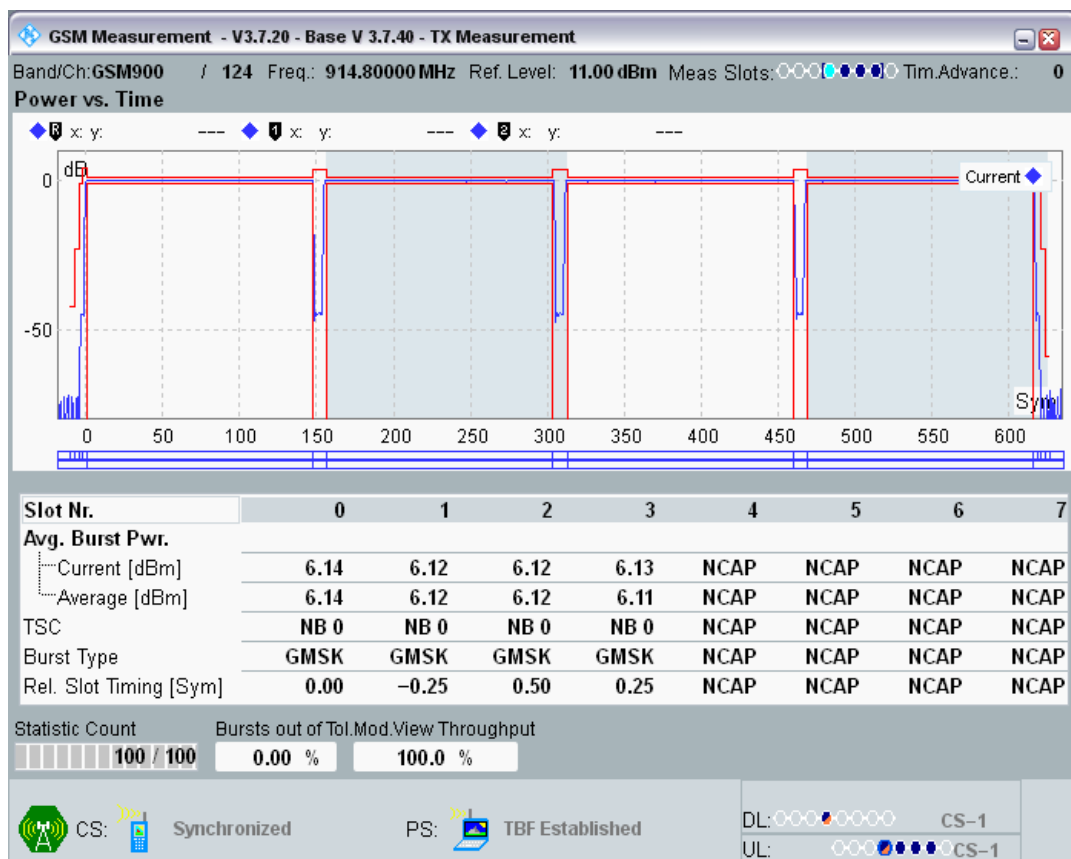 GSM Measurement - V3.7.20 - Base V 3.7.40 - TX Measurement
Band/Ch:GSM900 / 124 Freq.: 914.80000 MHz Ref. Level: 11.00 dBm Meas Slots: Tim.Advance.: 0
Power vs. Time
R x: y: --- 1 x: y: --- 2 x: y: ---
dB
Current
0
-50
Sym
0 50 100 150 200 250 300 350 400 450 500 550 600
Slot Nr. 0 1 2 3 4 5 6 7
Avg. Burst Pwr.
Current [dBm] 6.14 6.12 6.12 6.13 NCAP NCAP NCAP NCAP
Average [dBm] 6.14 6.12 6.12 6.11 NCAP NCAP NCAP NCAP
TSC NB 0 NB 0 NB 0 NB 0 NCAP NCAP NCAP NCAP
Burst Type GMSK GMSK GMSK GMSK NCAP NCAP NCAP NCAP
Rel. Slot Timing [Sym] 0.00 −0.25 0.50 0.25 NCAP NCAP NCAP NCAP
Statistic Count Bursts out of Tol. Mod.View Throughput
100 / 100 0.00 % 100.0 %
CS: Synchronized PS: TBF Established DL: CS−1
UL: CS−1